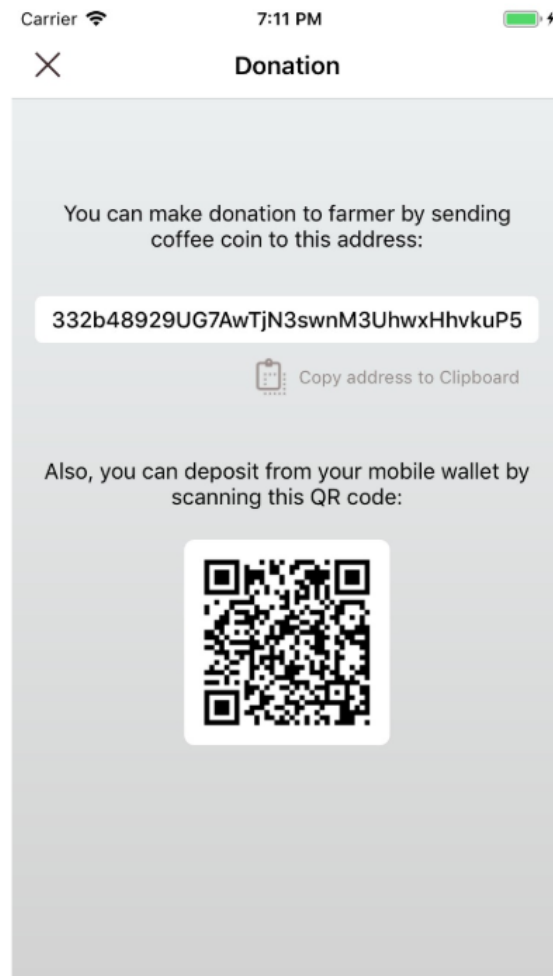 Carrier 7:11 PM
Donation
You can make donation to farmer by sending
coffee coin to this address:
332b48929UG7AwTjN3swnM3UhwxHhvkuP5
Copy address to Clipboard
Also, you can deposit from your mobile wallet by
scanning this QR code: